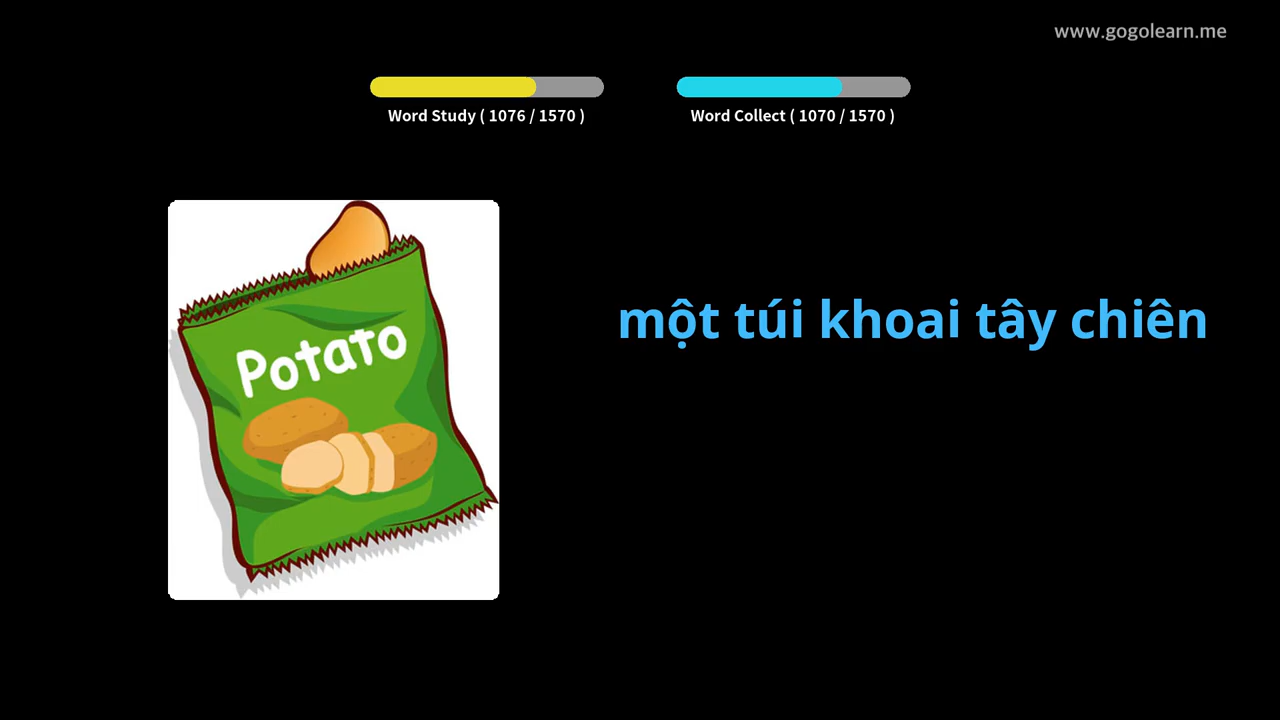 www.gogolearn.me
Word Study ( 1076 / 1570 )
Word Collect ( 1070 / 1570 )
Potato
một túi khoai tây chiên